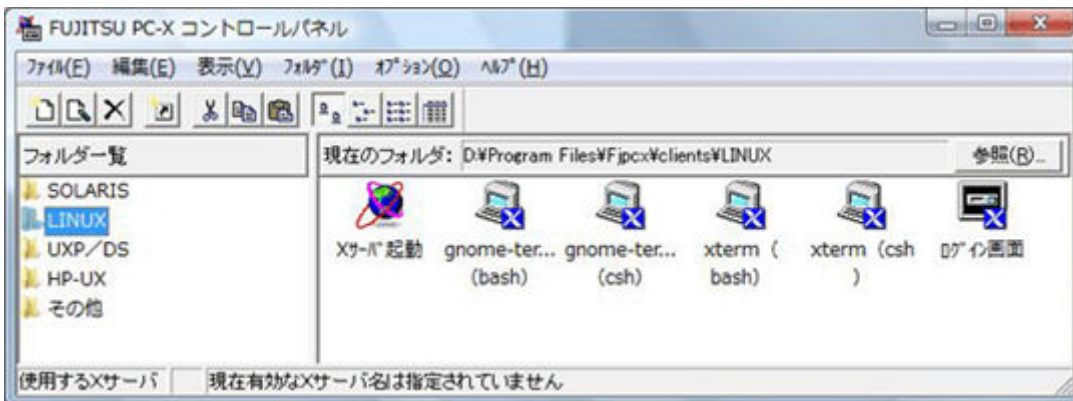 FUJITSU PC-X コントロールパネル
ﾌｧｲﾙ(F) 編集(E) 表示(V) ﾌｫﾙﾀﾞ(I) ｵﾌﾟｼｮﾝ(O) ﾍﾙﾌﾟ(H)
フォルダ一覧
現在のフォルダ: D:¥Program Files¥Fjpcx¥clients¥LINUX 参照(R)...
SOLARIS
LINUX
UXP/DS
HP-UX
その他
Xｻｰﾊﾞ起動
gnome-ter...
(bash)
gnome-ter...
(csh)
xterm (
bash)
xterm (csh
)
ﾛｸﾞｲﾝ画面
使用するXサーバ 現在有効なXサーバ名は指定されていません